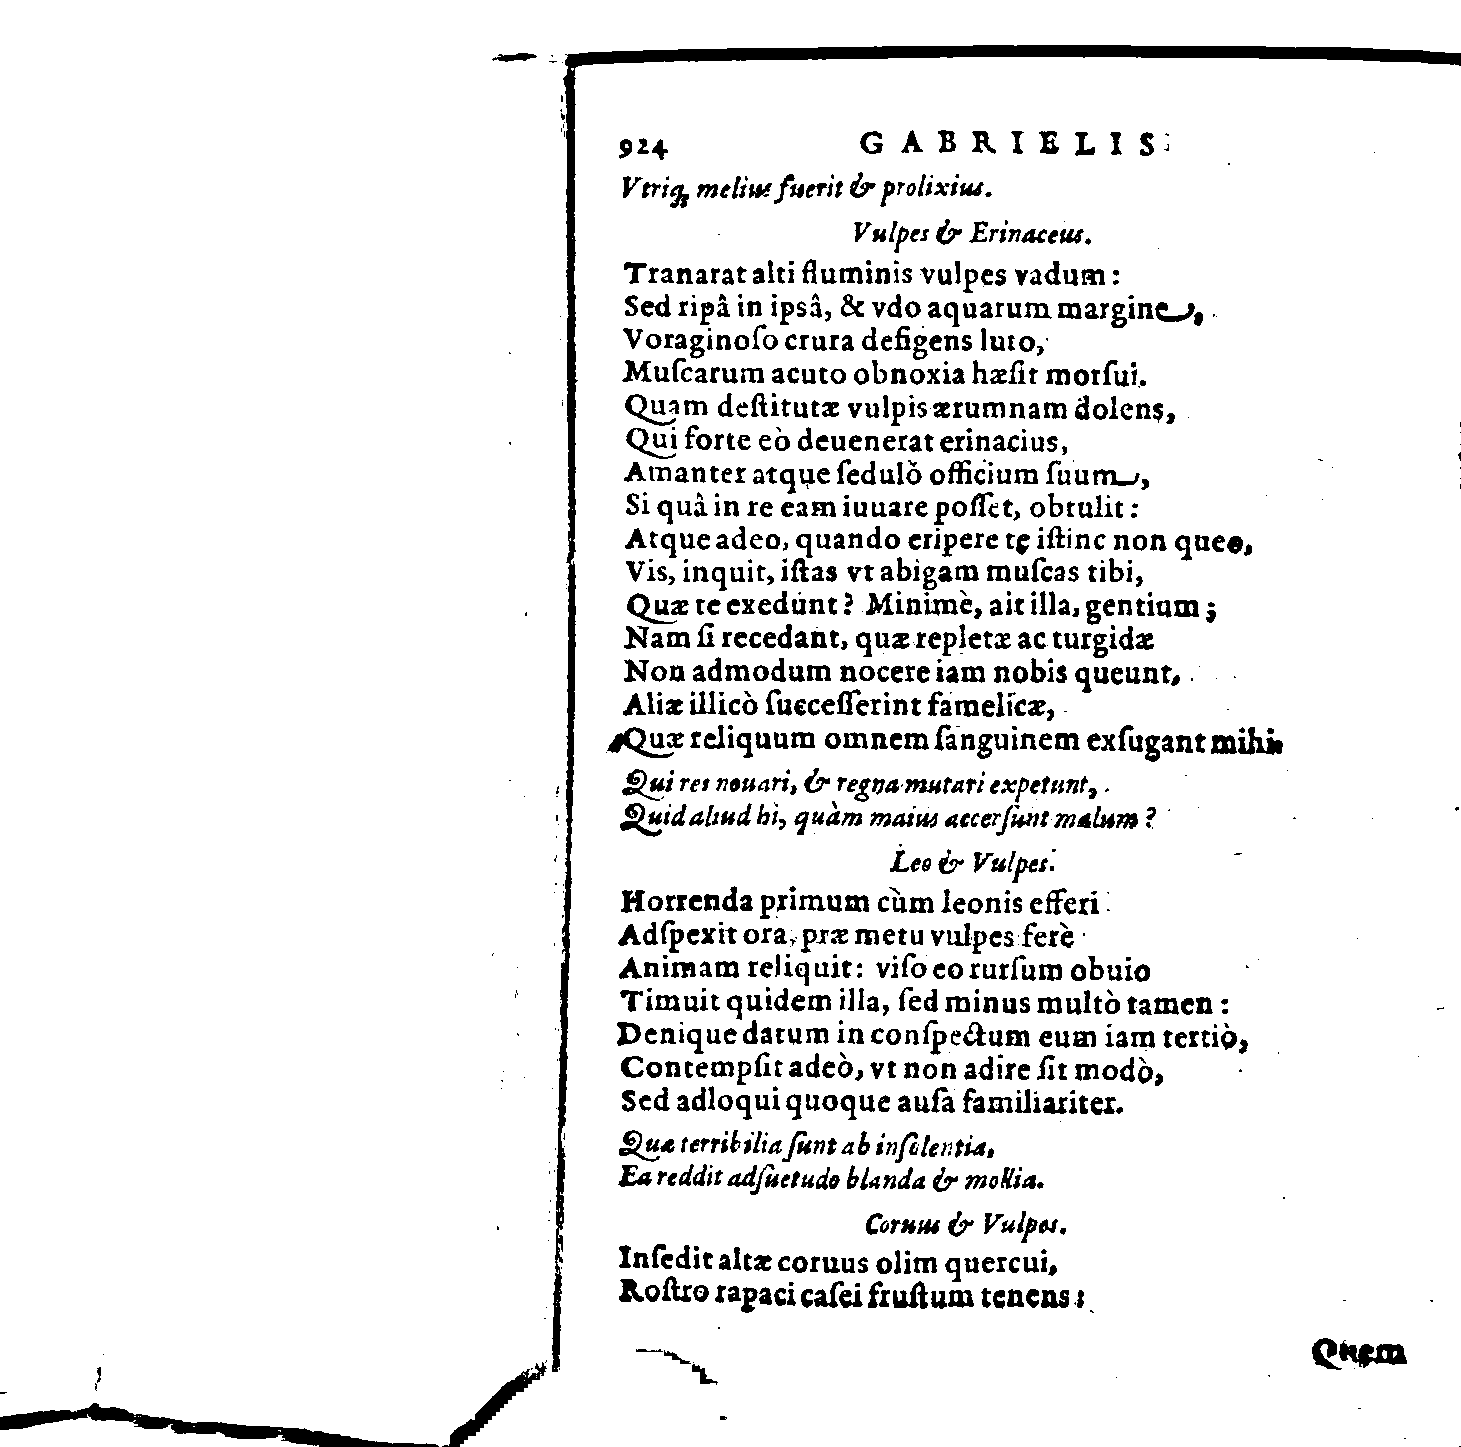 924 GABRIELIS
Vtriq; melius fuerit & prolixius.
Vulpes & Erinaceus.
Tranarat alti fluminis vulpes vadum:
Sed ripâ in ipsâ, & vdo aquarum margine,
Voraginoſo crura defigens luto,
Muſcarum acuto obnoxia hæſit morſui.
Quam deſtitutæ vulpis ærumnam dolens,
Qui forte eò deuenerat erinacius,
Amanter atque ſedulò officium ſuum,
Si quâ in re eam iuuare poſſet, obtulit:
Atque adeo, quando eripere te iſtinc non queo,
Vis, inquit, iſtas vt abigam muſcas tibi,
Quæ te exedunt? Minimè, ait illa, gentium;
Nam ſi recedant, quæ repletæ ac turgidæ
Non admodum nocere iam nobis queunt,
Aliæ illicò ſucceſſerint famelicæ,
Quæ reliquum omnem ſanguinem exſugant mihi.
Qui res nouari, & regna mutari expetunt,
Quid aliud hi, quàm maius accerſunt malum?
Leo & Vulpes.
Horrenda primum cùm leonis efferi
Adſpexit ora, præ metu vulpes ferè
Animam reliquit: viſo eo rurſum obuio
Timuit quidem illa, ſed minus multò tamen:
Denique datum in conſpectum eum iam tertiò,
Contempſit adeò, vt non adire ſit modò,
Sed adloqui quoque auſa familiariter.
Quæ terribilia ſunt ab inſolentia,
Ea reddit adſuetudo blanda & mollia.
Coruus & Vulpes.
Inſedit altæ coruus olim quercui,
Roſtro rapaci caſei fruſtum tenens:
Quem